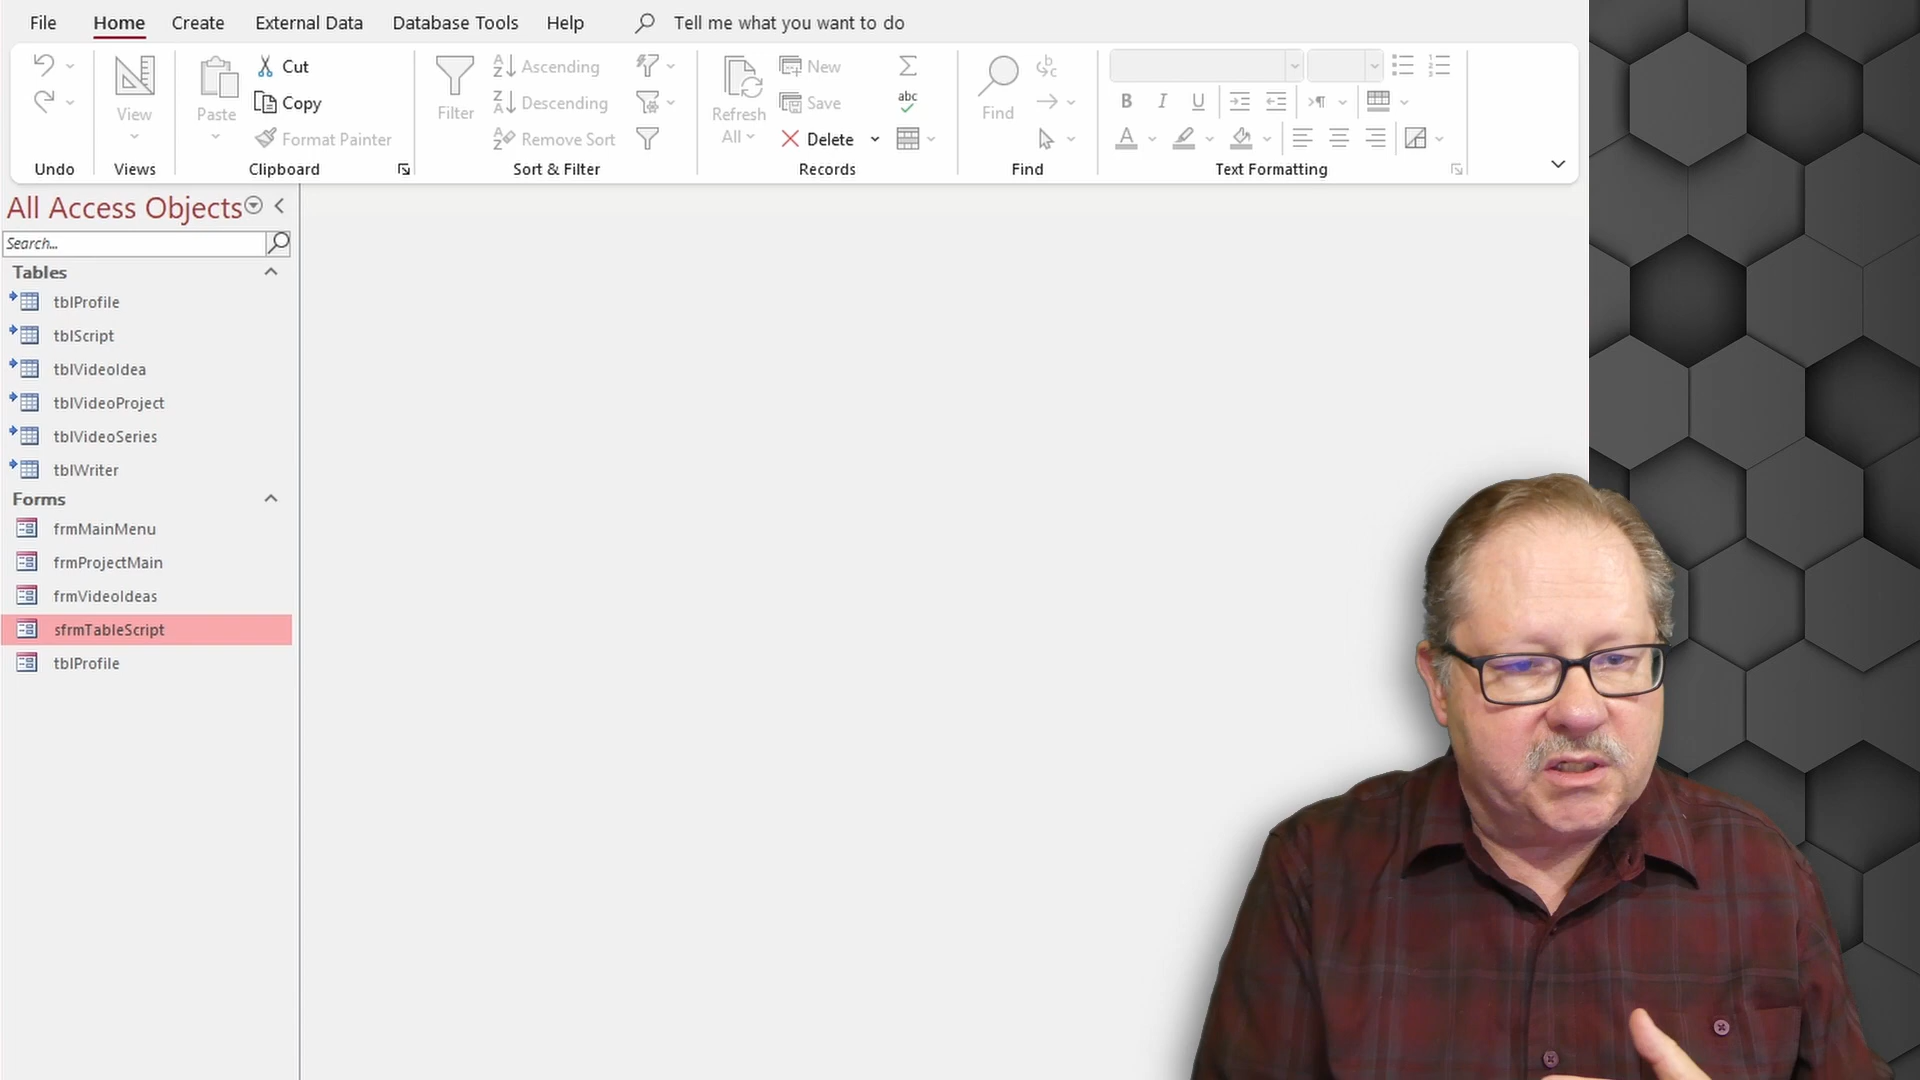 File Home Create External Data Database Tools Help Tell me what you want to do
View
Paste
Cut
Copy
Format Painter
Filter
Ascending
Descending
Remove Sort
Refresh
All
New
Save
Delete
abc
Find
B I U
A
Undo Views Clipboard Sort & Filter Records Find Text Formatting
All Access Objects
Search...
Tables
tblProfile
tblScript
tblVideoIdea
tblVideoProject
tblVideoSeries
tblWriter
Forms
frmMainMenu
frmProjectMain
frmVideoIdeas
sfrmTableScript
tblProfile